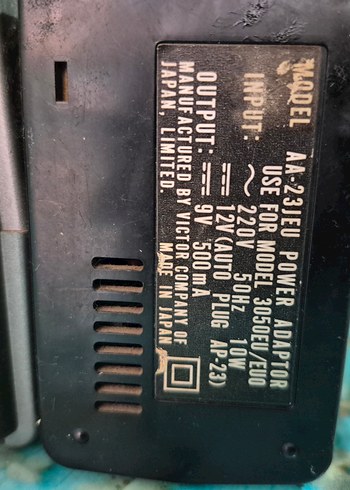 MODEL AA-23JEU POWER ADAPTOR
USE FOR MODEL 3050EU/EUO
INPUT: ~ 220V 50Hz 10W
⎓ 12V (AUTO PLUG AP-23)
OUTPUT: ⎓ 9V 500mA
MANUFACTURED BY VICTOR COMPANY OF
JAPAN, LIMITED. MADE IN JAPAN